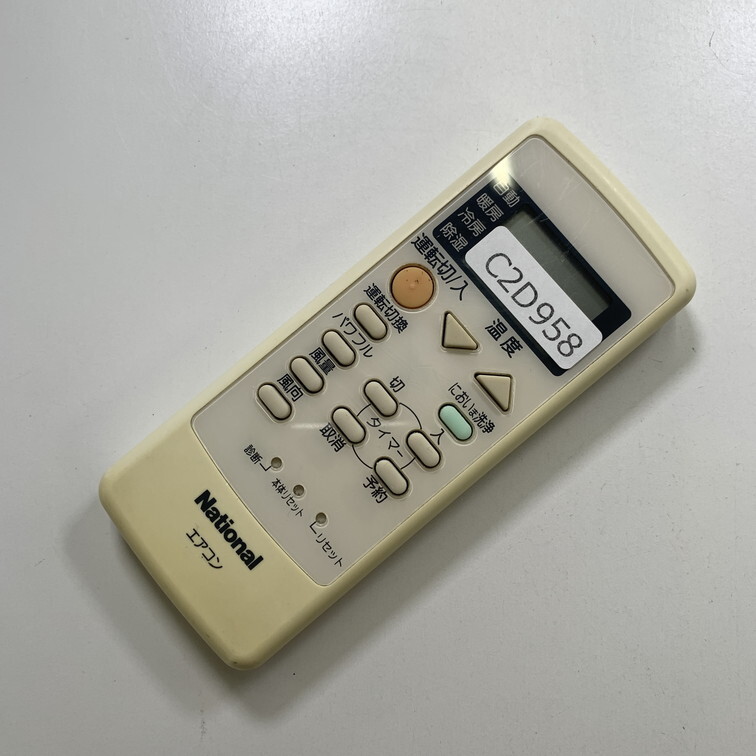 自動
暖房
冷房
除湿
C2D958
運転切/入
温度
運転切換
パワフル
風量
風向
切
入
タイマー
取消
予約
においま洗浄
診断
本体リセット
リセット
National
エアコン